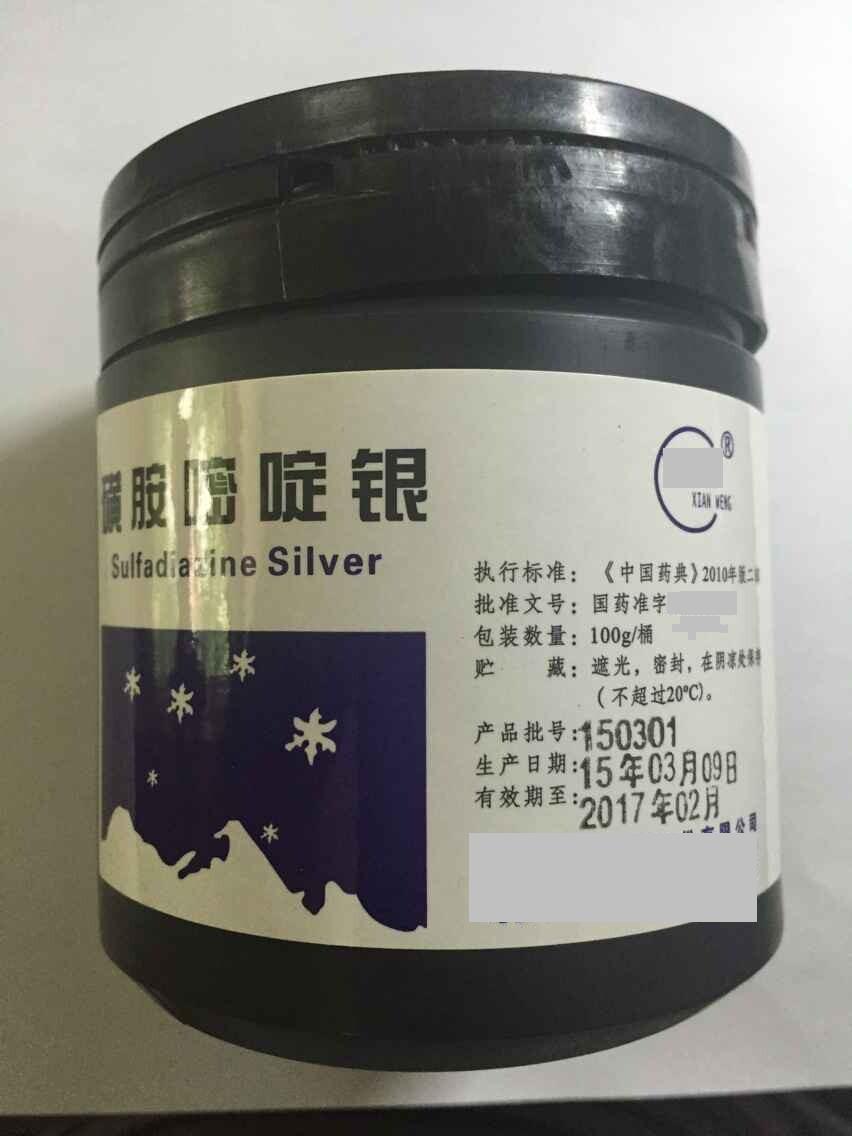 磺胺嘧啶银
Sulfadiazine Silver
®
XIAN WENG
执行标准：《中国药典》2010年版二
批准文号：国药准字
包装数量：100g/桶
贮 藏：遮光，密封，在阴凉处保
（不超过20℃）。
产品批号：150301
生产日期：15年03月09日
有效期至：2017年02月
有限公司